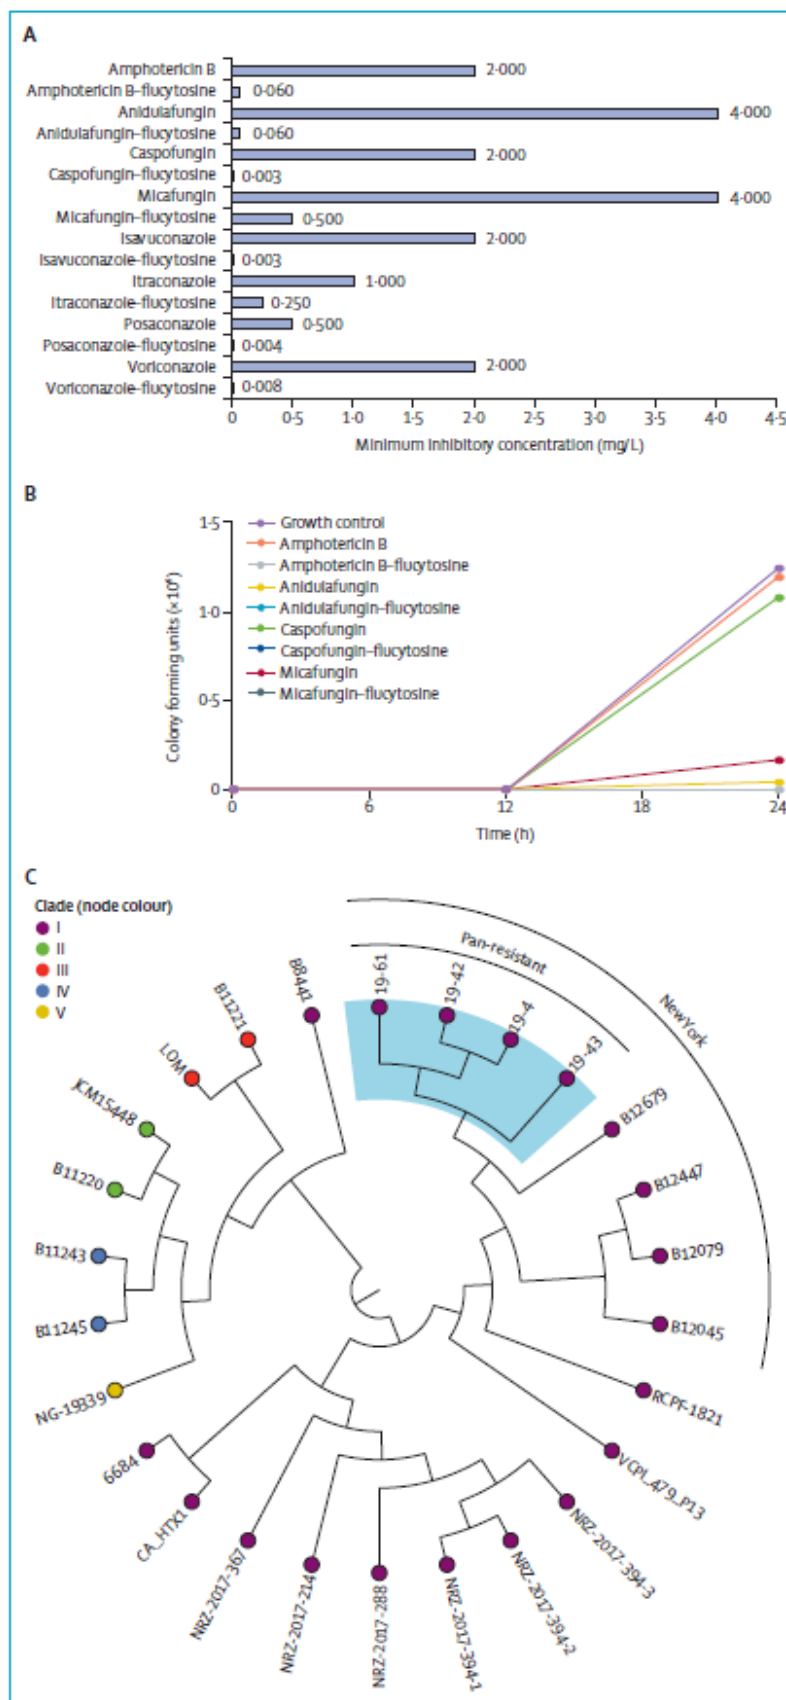 A
Amphotericin B 2·000
Amphotericin B–flucytosine 0·060
Anidulafungin 4·000
Anidulafungin–flucytosine 0·060
Caspofungin 2·000
Caspofungin–flucytosine 0·003
Micafungin 4·000
Micafungin–flucytosine 0·500
Isavuconazole 2·000
Isavuconazole–flucytosine 0·003
Itraconazole 1·000
Itraconazole–flucytosine 0·250
Posaconazole 0·500
Posaconazole–flucytosine 0·004
Voriconazole 2·000
Voriconazole–flucytosine 0·008
0 0·5 1·0 1·5 2·0 2·5 3·0 3·5 4·0 4·5
Minimum inhibitory concentration (mg/L)
B
Colony forming units (×10⁶)
1·5
1·0
0·5
0
Growth control
Amphotericin B
Amphotericin B–flucytosine
Anidulafungin
Anidulafungin–flucytosine
Caspofungin
Caspofungin–flucytosine
Micafungin
Micafungin–flucytosine
0 6 12 18 24
Time (h)
C
Clade (node colour)
I
II
III
IV
V
Pan-resistant
New York
19-61
19-42
19-4
19-43
B12679
B12447
B12079
B12045
RCPF-1821
VCPI_479_P13
NRZ-2017-394-3
NRZ-2017-394-2
NRZ-2017-394-1
NRZ-2017-288
NRZ-2017-214
NRZ-2017-367
CA_HTX1
6684
NG-19339
B11245
B11243
B11220
JCM15448
LOM
B11221
B8441